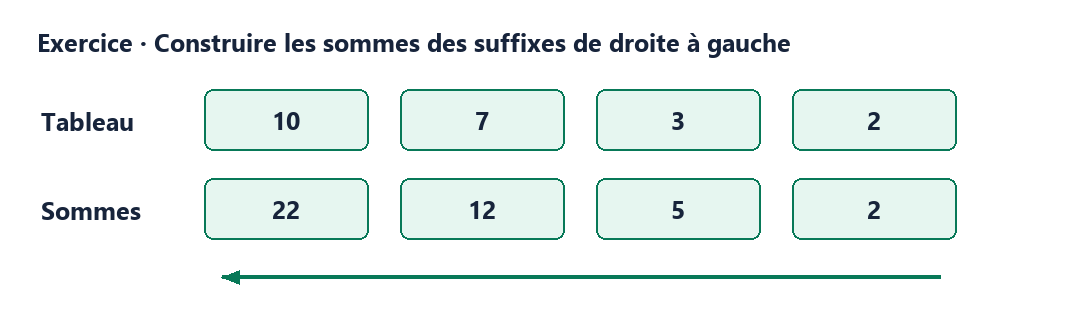 Exercice · Construire les sommes des suffixes de droite à gauche
Tableau 10 7 3 2
Sommes 22 12 5 2